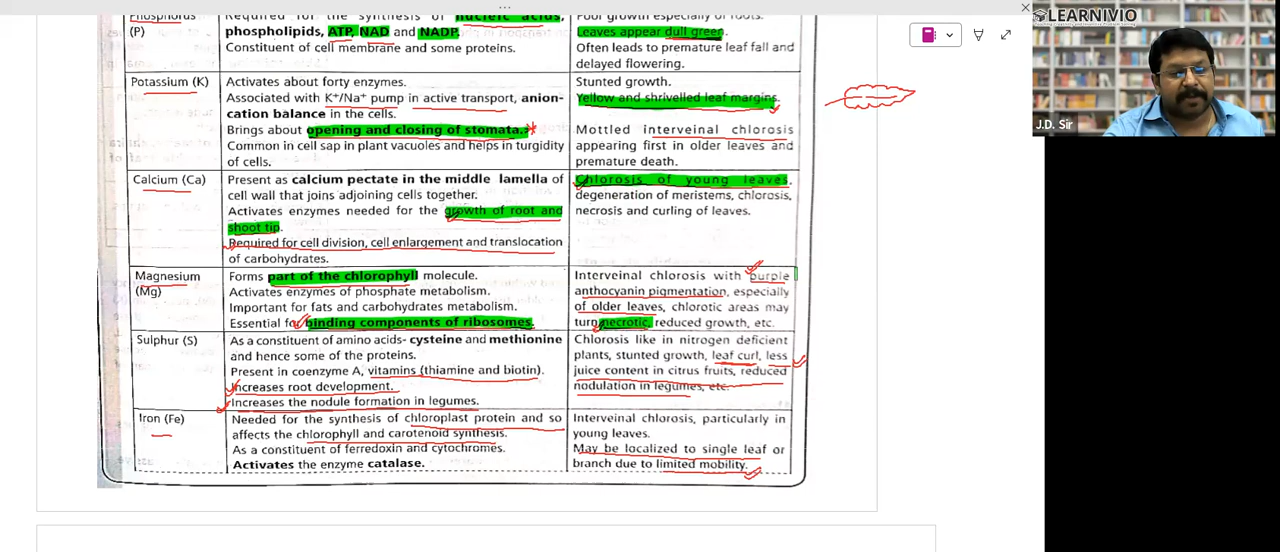 Phosphorus
(P)
Required for the synthesis of nucleic acids,
phospholipids, ATP, NAD and NADP.
Constituent of cell membrane and some proteins.
Poor growth especially of roots.
Leaves appear dull green.
Often leads to premature leaf fall and
delayed flowering.
Potassium (K)
Activates about forty enzymes.
Associated with K+/Na+ pump in active transport, anion-
cation balance in the cells.
Brings about opening and closing of stomata.
Common in cell sap in plant vacuoles and helps in turgidity
of cells.
Stunted growth.
Yellow and shrivelled leaf margins.
Mottled interveinal chlorosis
appearing first in older leaves and
premature death.
Calcium (Ca)
Present as calcium pectate in the middle lamella of
cell wall that joins adjoining cells together.
Activates enzymes needed for the growth of root and
shoot tip.
Required for cell division, cell enlargement and translocation
of carbohydrates.
Chlorosis of young leaves,
degeneration of meristems, chlorosis,
necrosis and curling of leaves.
Magnesium
(Mg)
Forms part of the chlorophyll molecule.
Activates enzymes of phosphate metabolism.
Important for fats and carbohydrates metabolism.
Essential for binding components of ribosomes.
Interveinal chlorosis with purple
anthocyanin pigmentation, especially
of older leaves, chlorotic areas may
turn necrotic, reduced growth, etc.
Sulphur (S)
As a constituent of amino acids- cysteine and methionine
and hence some of the proteins.
Present in coenzyme A, vitamins (thiamine and biotin).
Increases root development.
Increases the nodule formation in legumes.
Chlorosis like in nitrogen deficient
plants, stunted growth, leaf curl, less
juice content in citrus fruits, reduced
nodulation in legumes, etc.
Iron (Fe)
Needed for the synthesis of chloroplast protein and so
affects the chlorophyll and carotenoid synthesis.
As a constituent of ferredoxin and cytochromes.
Activates the enzyme catalase.
Interveinal chlorosis, particularly in
young leaves.
May be localized to single leaf or
branch due to limited mobility.
LEARNIVIO
J.D. Sir